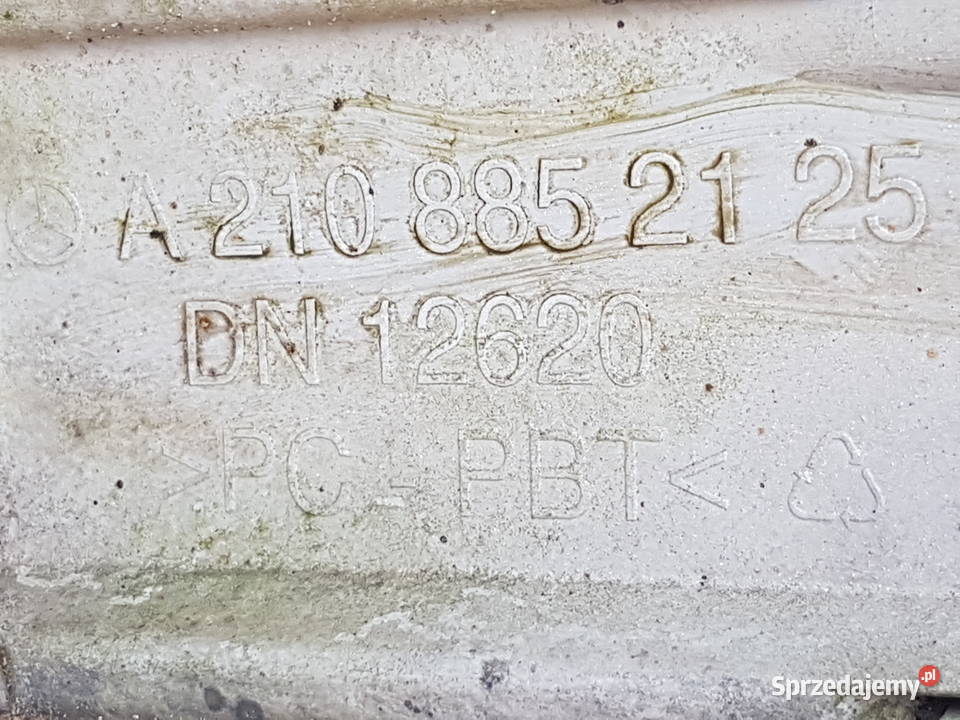 A 210 885 21 25
DN 12620
>PC-PBT<
Sprzedajemy.pl